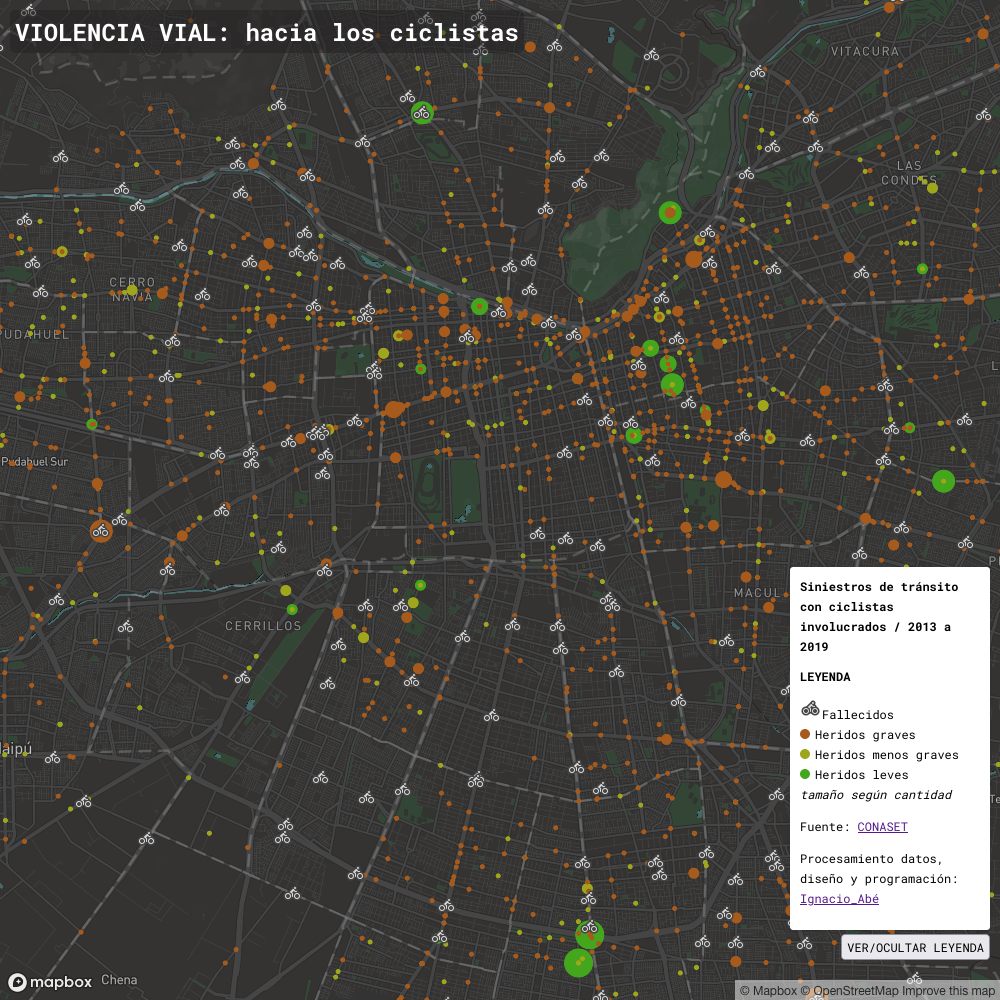 VIOLENCIA VIAL: hacia los ciclistas
VITACURA
LAS
CONDES
CERRO
NAVIA
PUDAHUEL
Pudahuel Sur
MACUL
CERRILLOS
Siniestros de tránsito
con ciclistas
involucrados / 2013 a
2019
LEYENDA
Fallecidos
Heridos graves
Heridos menos graves
Heridos leves
tamaño según cantidad
Fuente: CONASET
Procesamiento datos,
diseño y programación:
Ignacio_Abé
VER/OCULTAR LEYENDA
aipú
Chena
mapbox
© Mapbox © OpenStreetMap Improve this map